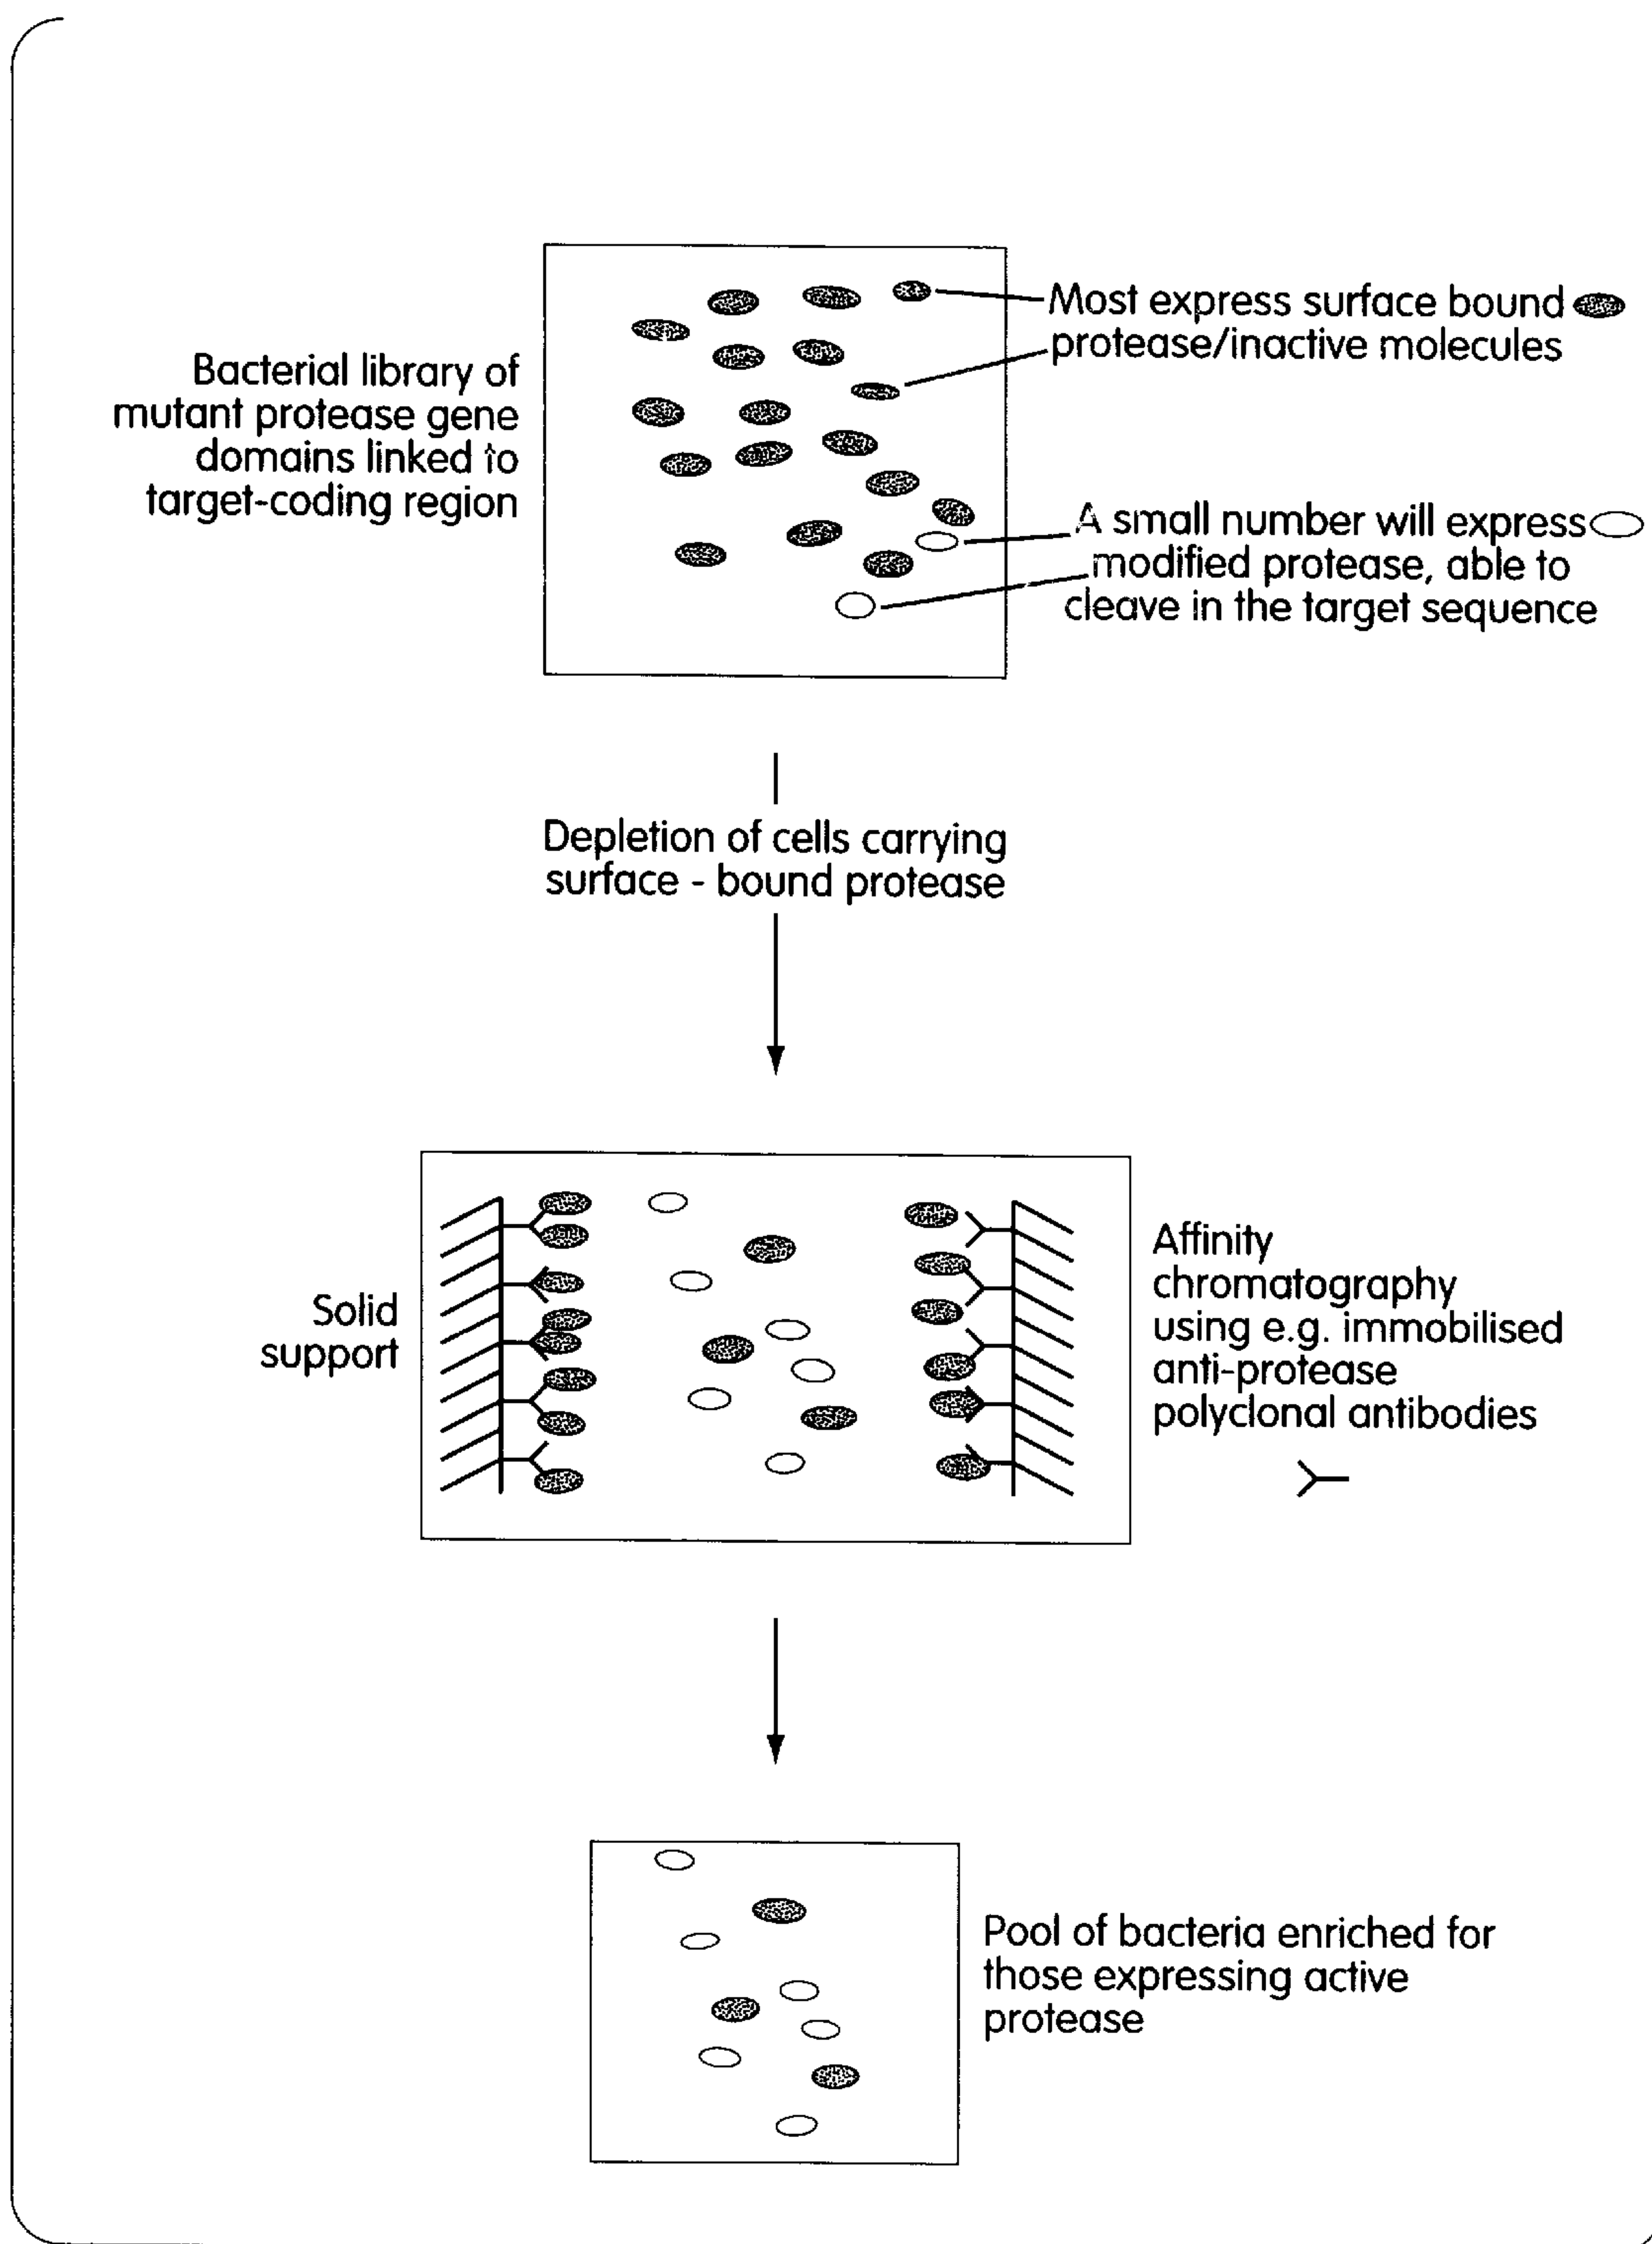 Bacterial library of
mutant protease gene
domains linked to
target-coding region
Most express surface bound
protease/inactive molecules
A small number will express
modified protease, able to
cleave in the target sequence
Depletion of cells carrying
surface - bound protease
Solid
support
Affinity
chromatography
using e.g. immobilised
anti-protease
polyclonal antibodies
Pool of bacteria enriched for
those expressing active
protease